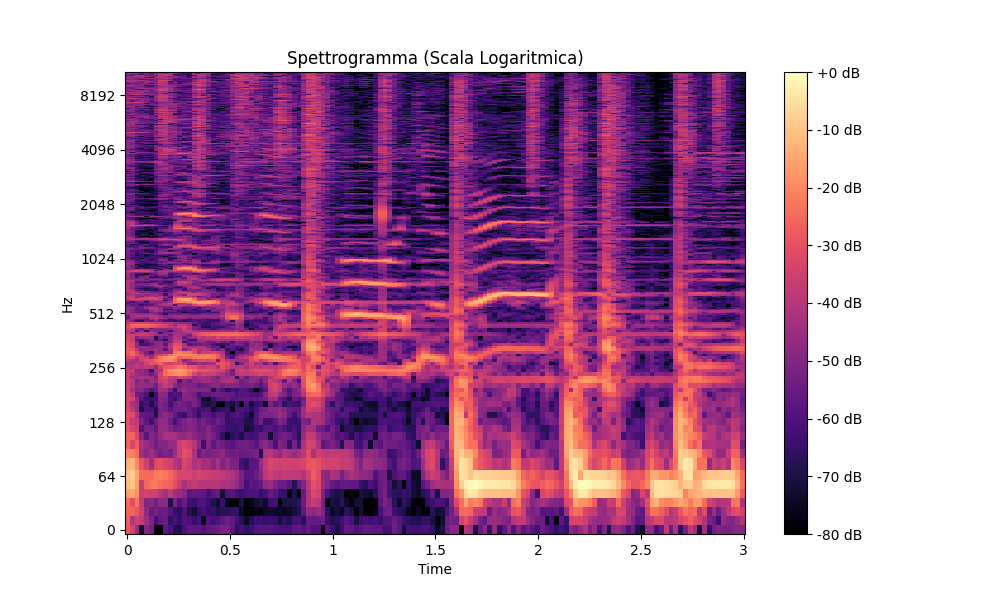 Spettrogramma (Scala Logaritmica)
Hz
8192
4096
2048
1024
512
256
128
64
0
0 0.5 1 1.5 2 2.5 3
Time
+0 dB
-10 dB
-20 dB
-30 dB
-40 dB
-50 dB
-60 dB
-70 dB
-80 dB